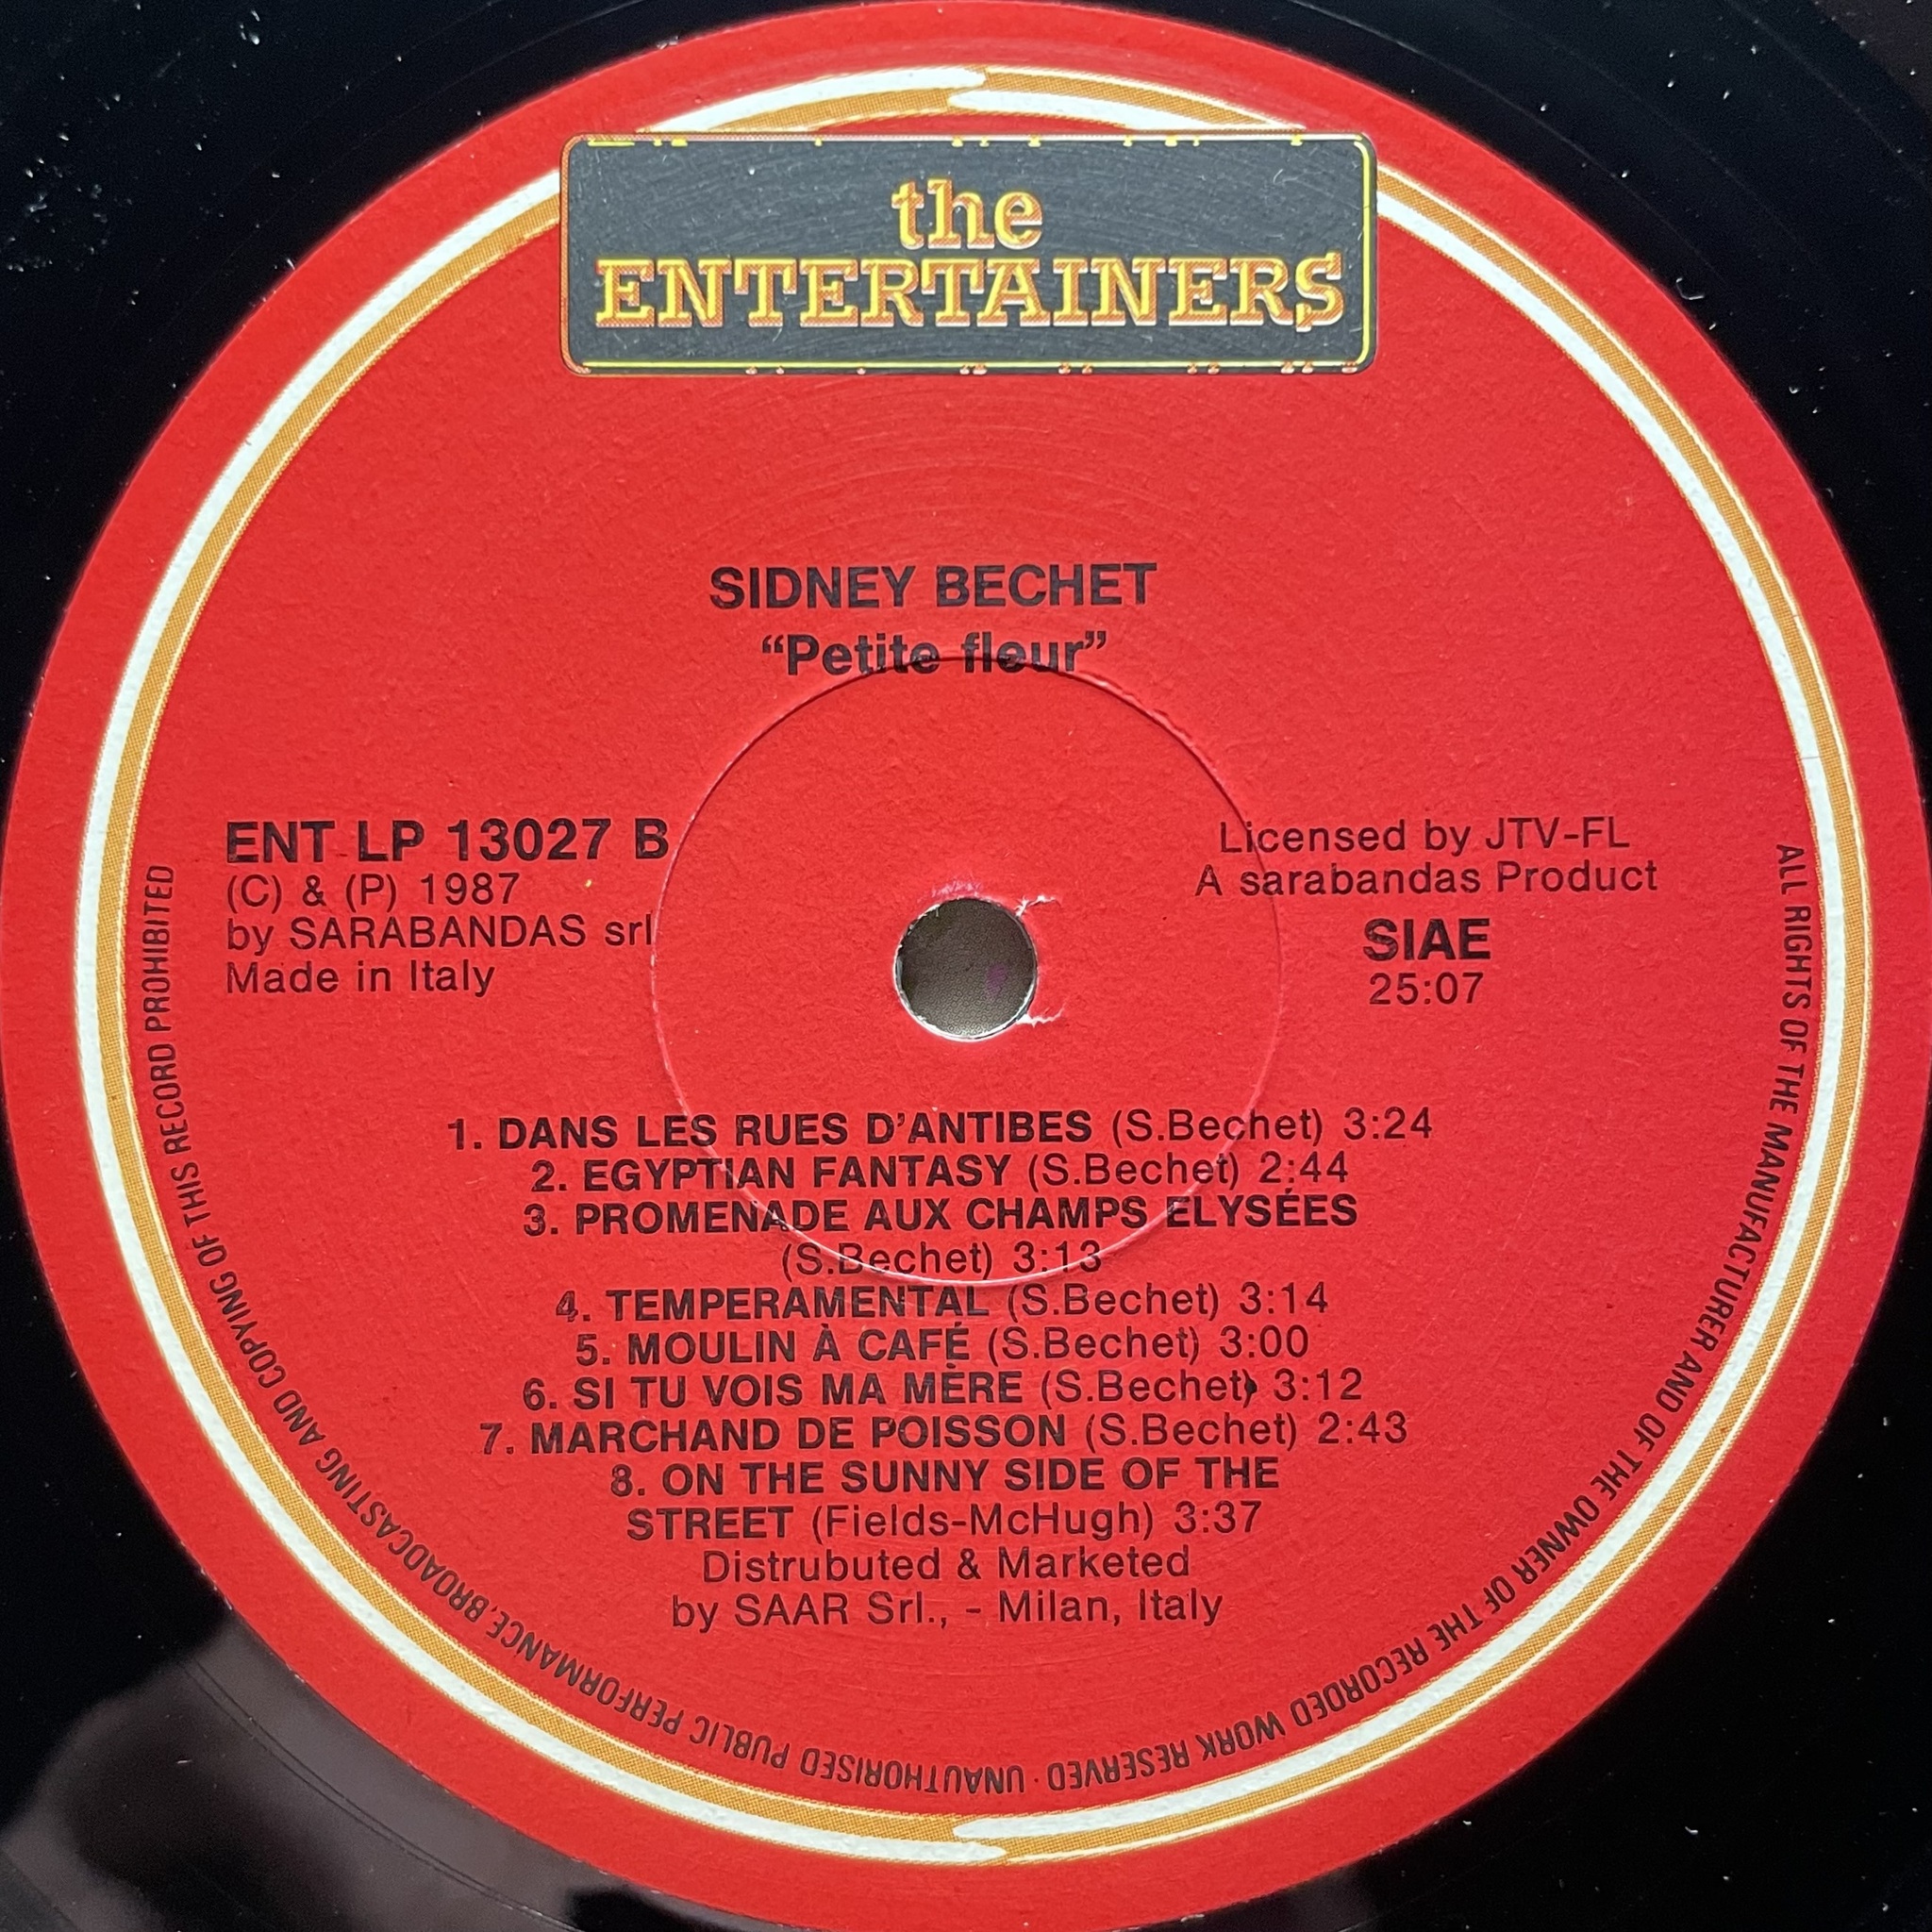 the
ENTERTAINERS
SIDNEY BECHET
“Petite fleur”
ENT LP 13027 B
(C) & (P) 1987
by SARABANDAS srl
Made in Italy
Licensed by JTV-FL
A sarabandas Product
SIAE
25:07
1. DANS LES RUES D'ANTIBES (S.Bechet) 3:24
2. EGYPTIAN FANTASY (S.Bechet) 2:44
3. PROMENADE AUX CHAMPS ELYSÉES
(S.Bechet) 3:13
4. TEMPERAMENTAL (S.Bechet) 3:14
5. MOULIN À CAFÉ (S.Bechet) 3:00
6. SI TU VOIS MA MÈRE (S.Bechet) 3:12
7. MARCHAND DE POISSON (S.Bechet) 2:43
8. ON THE SUNNY SIDE OF THE
STREET (Fields-McHugh) 3:37
Distrubuted & Marketed
by SAAR Srl., - Milan, Italy
ALL RIGHTS OF THE MANUFACTURER AND OF THE OWNER OF THE RECORDED WORK RESERVED · UNAUTHORISED PUBLIC PERFORMANCE, BROADCASTING AND COPYING OF THIS RECORD PROHIBITED